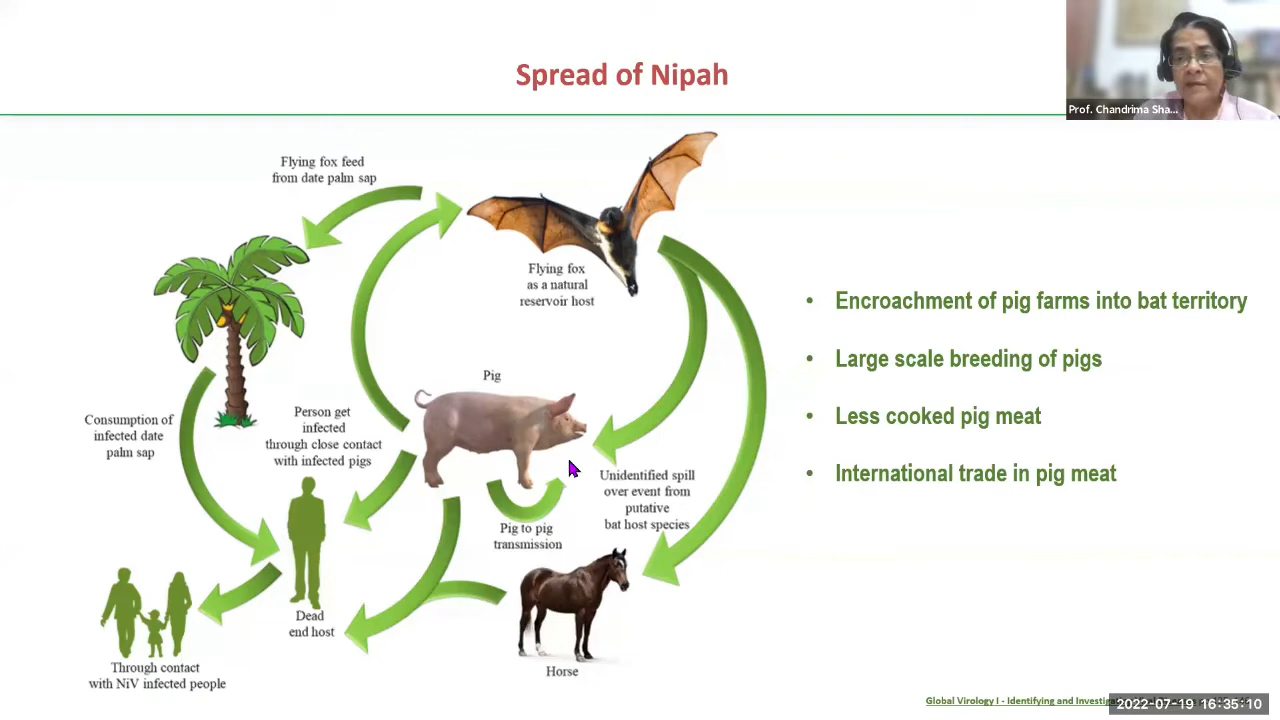 Spread of Nipah
Prof. Chandrima Sha...
Flying fox feed
from date palm sap
Flying fox
as a natural
reservoir host
Encroachment of pig farms into bat territory
Large scale breeding of pigs
Less cooked pig meat
International trade in pig meat
Pig
Consumption of
infected date
palm sap
Person get
infected
through close contact
with infected pigs
Unidentified spill
over event from
putative
bat host species
Pig to pig
transmission
Dead
end host
Horse
Through contact
with NiV infected people
Global Virology I - Identifying and
2022-07-19 16:35:10